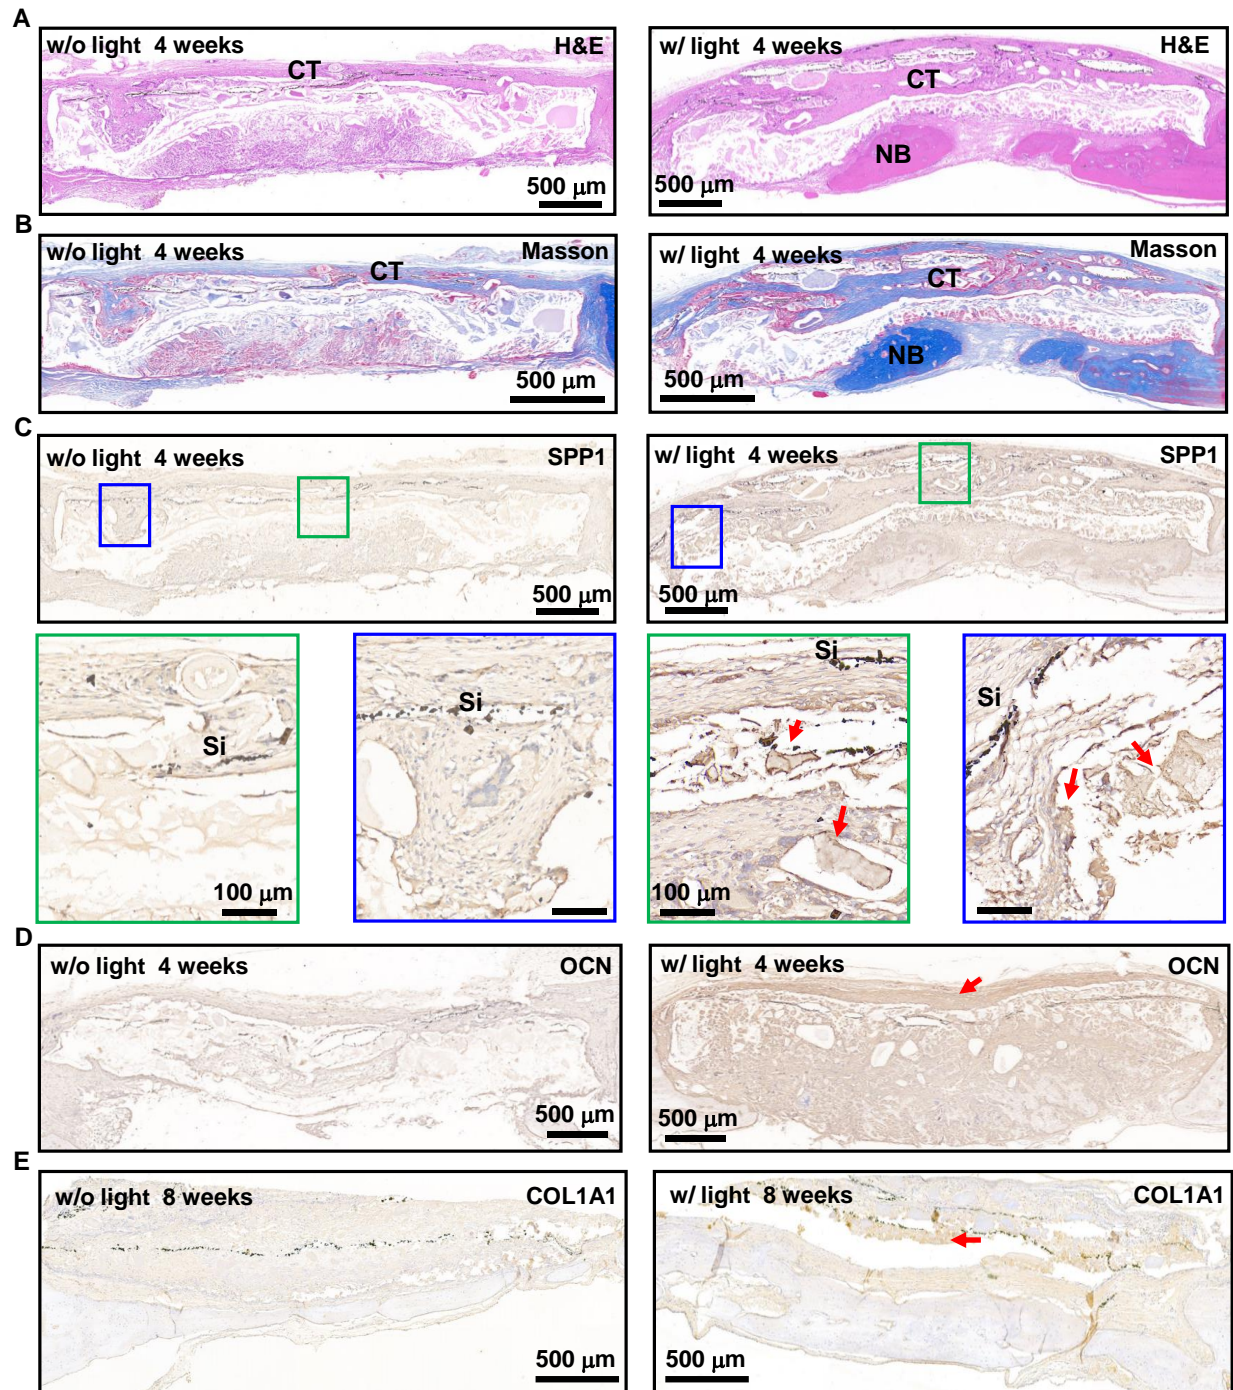 A
w/o light 4 weeks
H&E
CT
500 μm
w/ light 4 weeks
H&E
CT
NB
500 μm
B
w/o light 4 weeks
Masson
CT
500 μm
w/ light 4 weeks
Masson
CT
NB
500 μm
C
w/o light 4 weeks
SPP1
500 μm
w/ light 4 weeks
SPP1
500 μm
Si
100 μm
Si
Si
100 μm
Si
D
w/o light 4 weeks
OCN
500 μm
w/ light 4 weeks
OCN
500 μm
E
w/o light 8 weeks
COL1A1
500 μm
w/ light 8 weeks
COL1A1
500 μm